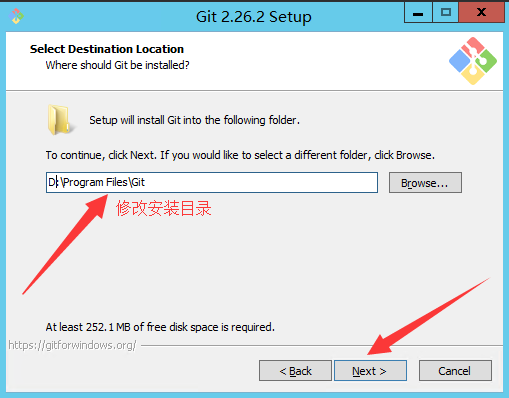 Git 2.26.2 Setup
Select Destination Location
Where should Git be installed?
Setup will install Git into the following folder.
To continue, click Next. If you would like to select a different folder, click Browse.
D:\Program Files\Git
Browse...
修改安装目录
At least 252.1 MB of free disk space is required.
https://gitforwindows.org/
< Back
Next >
Cancel